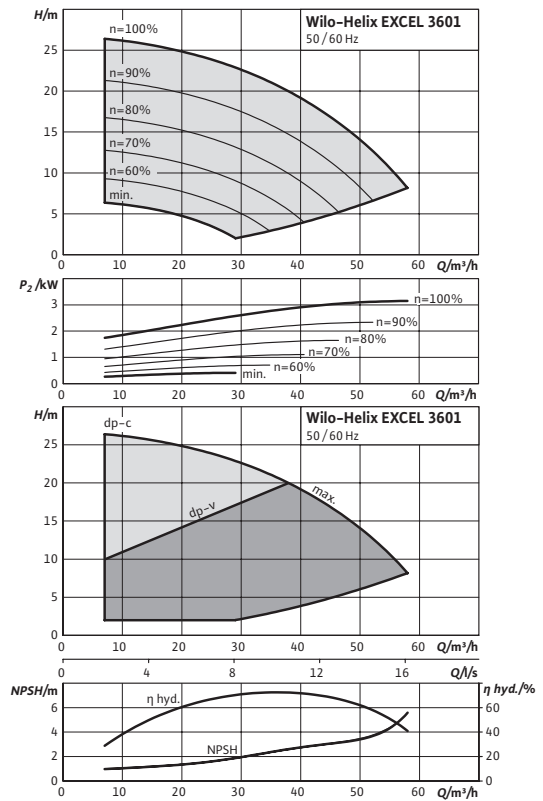 H/m
Wilo-Helix EXCEL 3601
50 / 60 Hz
n=100%
25
n=90%
20
n=80%
15
n=70%
10
n=60%
min.
5
0
0 10 20 30 40 50 60 Q/m³/h
P₂ /kW
n=100%
3
n=90%
2
n=80%
n=70%
1
n=60%
min.
0
0 10 20 30 40 50 60 Q/m³/h
H/m
dp-c
Wilo-Helix EXCEL 3601
50 / 60 Hz
25
20
max.
dp-v
15
10
5
0
0 10 20 30 40 50 60 Q/m³/h
0 4 8 12 16 Q/l/s
NPSH/m
η hyd./%
η hyd.
6 60
4 40
NPSH
2 20
0 0
0 10 20 30 40 50 60 Q/m³/h